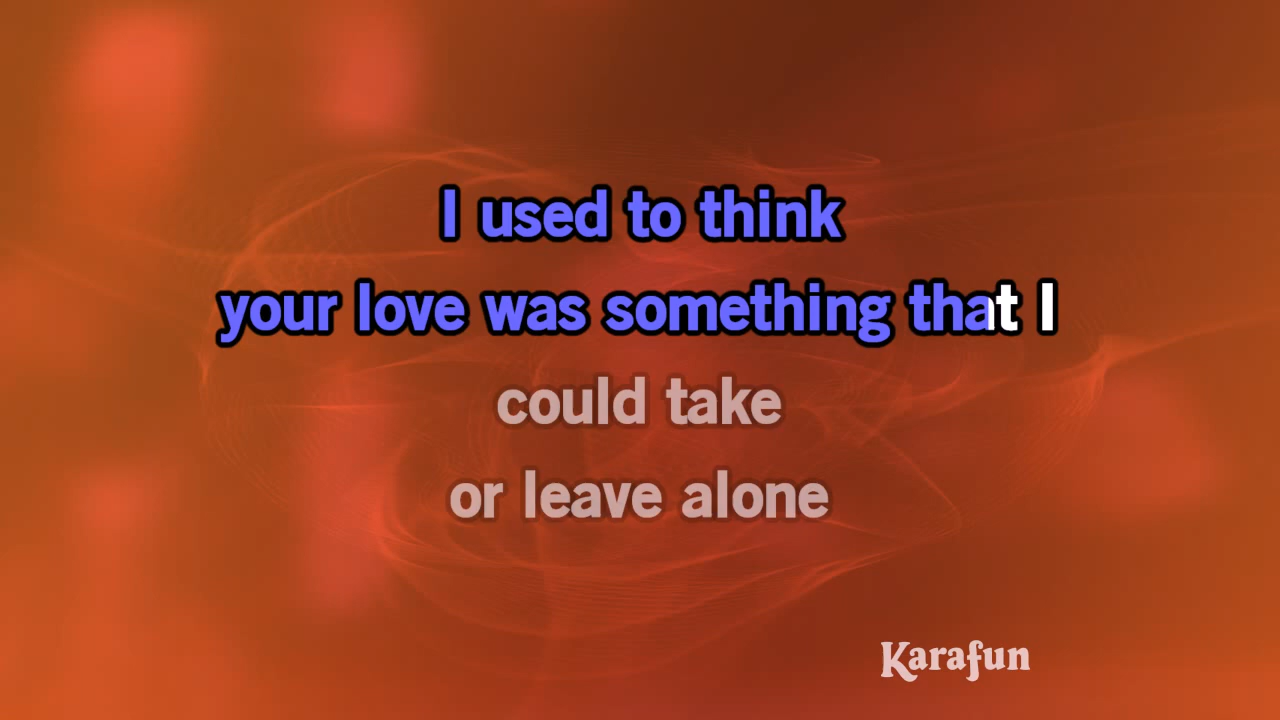 I used to think
your love was something that I
could take
or leave alone
Karafun